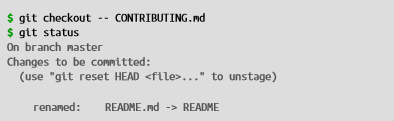 $ git checkout -- CONTRIBUTING.md
$ git status
On branch master
Changes to be committed:
  (use "git reset HEAD <file>..." to unstage)

    renamed:    README.md -> README